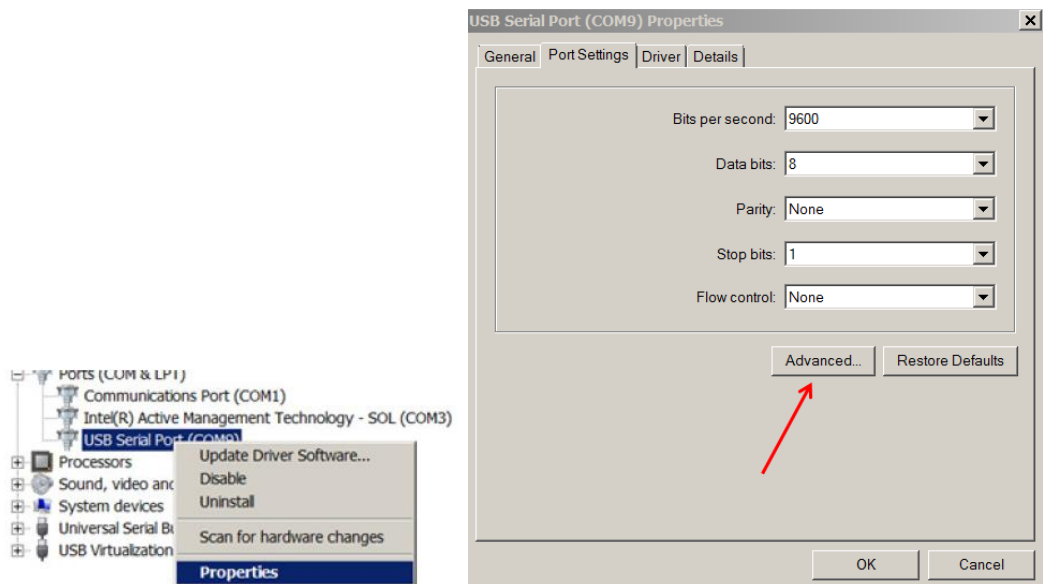 Ports (COM & LPT)
Communications Port (COM1)
Intel(R) Active Management Technology - SOL (COM3)
USB Serial Port (COM9)
Processors
Sound, video and
System devices
Universal Serial Bu
USB Virtualization
Update Driver Software...
Disable
Uninstall
Scan for hardware changes
Properties
USB Serial Port (COM9) Properties
General Port Settings Driver Details
Bits per second: 9600
Data bits: 8
Parity: None
Stop bits: 1
Flow control: None
Advanced... Restore Defaults
OK Cancel